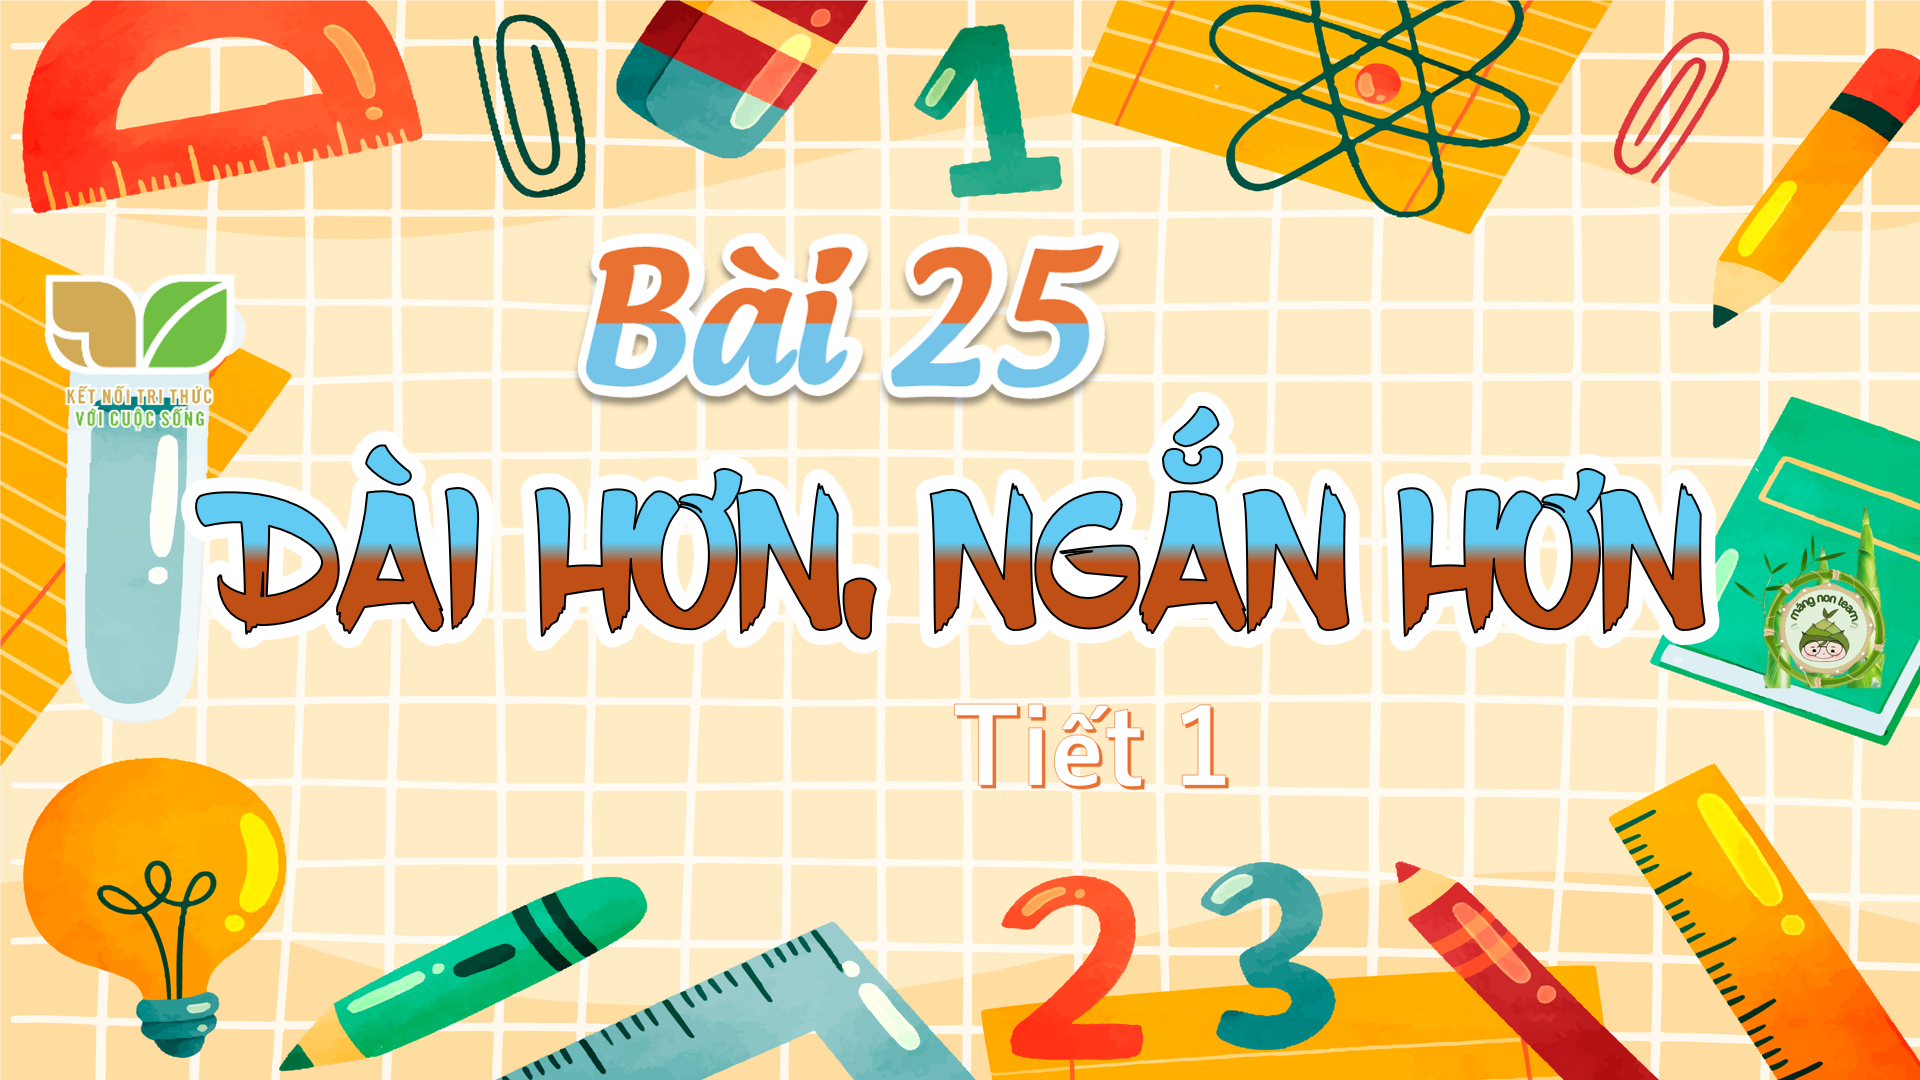 Bài 25
KẾT NỐI TRI THỨC
VỚI CUỘC SỐNG
DÀI HƠN, NGẮN HƠN
măng non team
Tiết 1
1
2 3